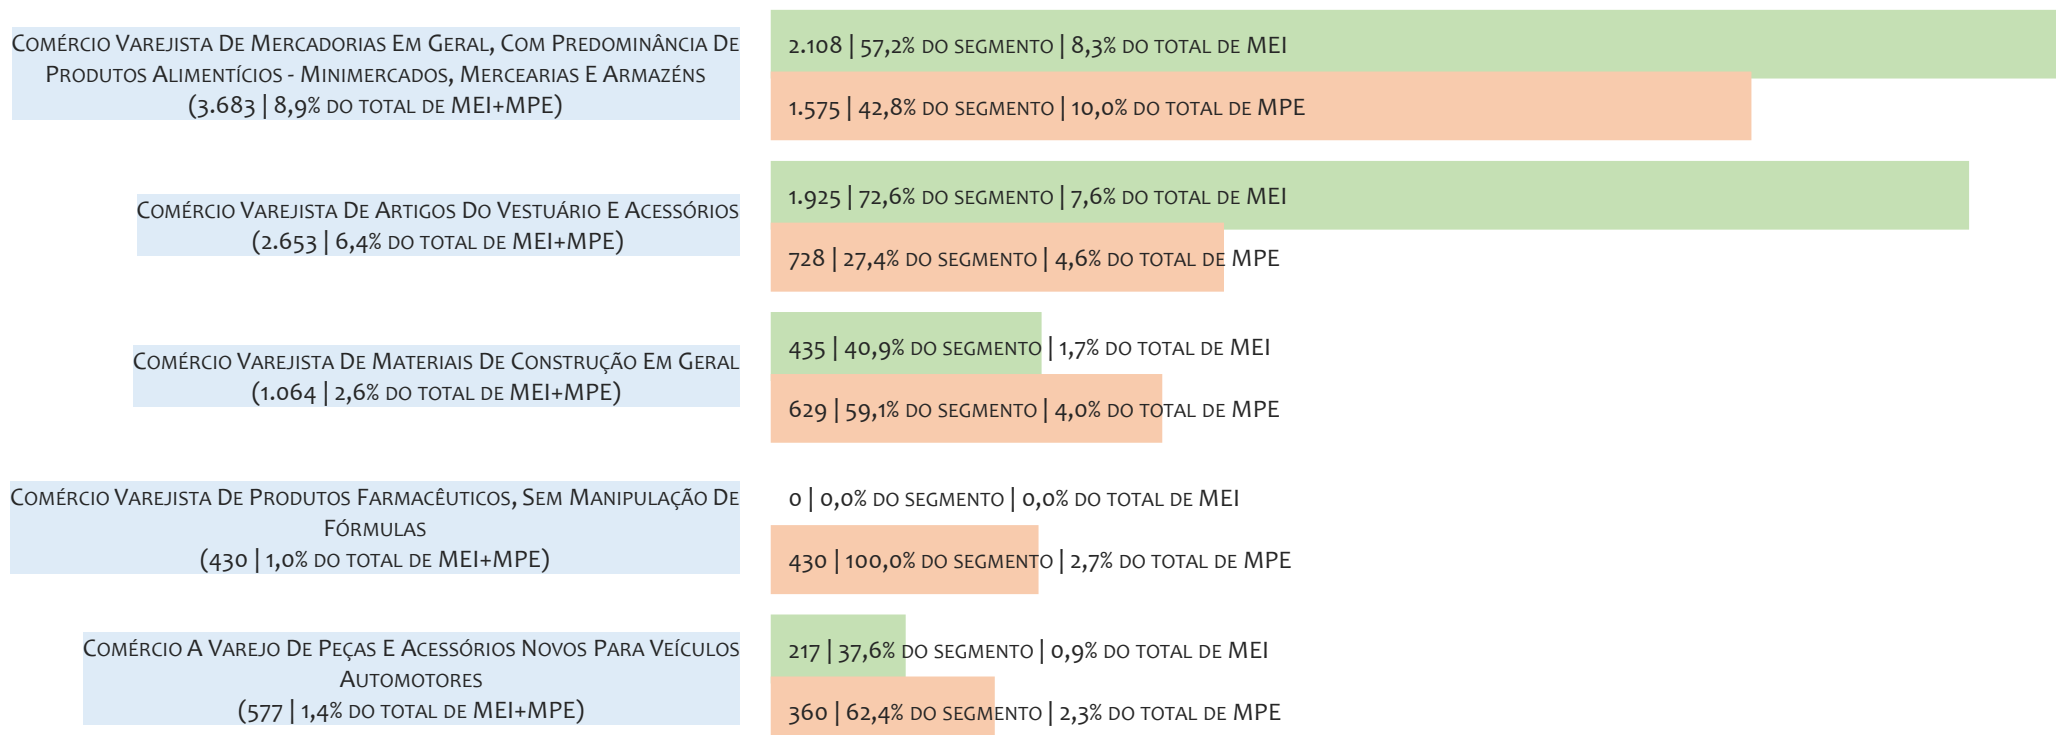 Comércio Varejista De Mercadorias Em Geral, Com Predominância De
Produtos Alimentícios - Minimercados, Mercearias E Armazéns
(3.683 | 8,9% do total de MEI+MPE)
2.108 | 57,2% do segmento | 8,3% do total de MEI
1.575 | 42,8% do segmento | 10,0% do total de MPE
Comércio Varejista De Artigos Do Vestuário E Acessórios
(2.653 | 6,4% do total de MEI+MPE)
1.925 | 72,6% do segmento | 7,6% do total de MEI
728 | 27,4% do segmento | 4,6% do total de MPE
Comércio Varejista De Materiais De Construção Em Geral
(1.064 | 2,6% do total de MEI+MPE)
435 | 40,9% do segmento | 1,7% do total de MEI
629 | 59,1% do segmento | 4,0% do total de MPE
Comércio Varejista De Produtos Farmacêuticos, Sem Manipulação De
Fórmulas
(430 | 1,0% do total de MEI+MPE)
0 | 0,0% do segmento | 0,0% do total de MEI
430 | 100,0% do segmento | 2,7% do total de MPE
Comércio A Varejo De Peças E Acessórios Novos Para Veículos
Automotores
(577 | 1,4% do total de MEI+MPE)
217 | 37,6% do segmento | 0,9% do total de MEI
360 | 62,4% do segmento | 2,3% do total de MPE